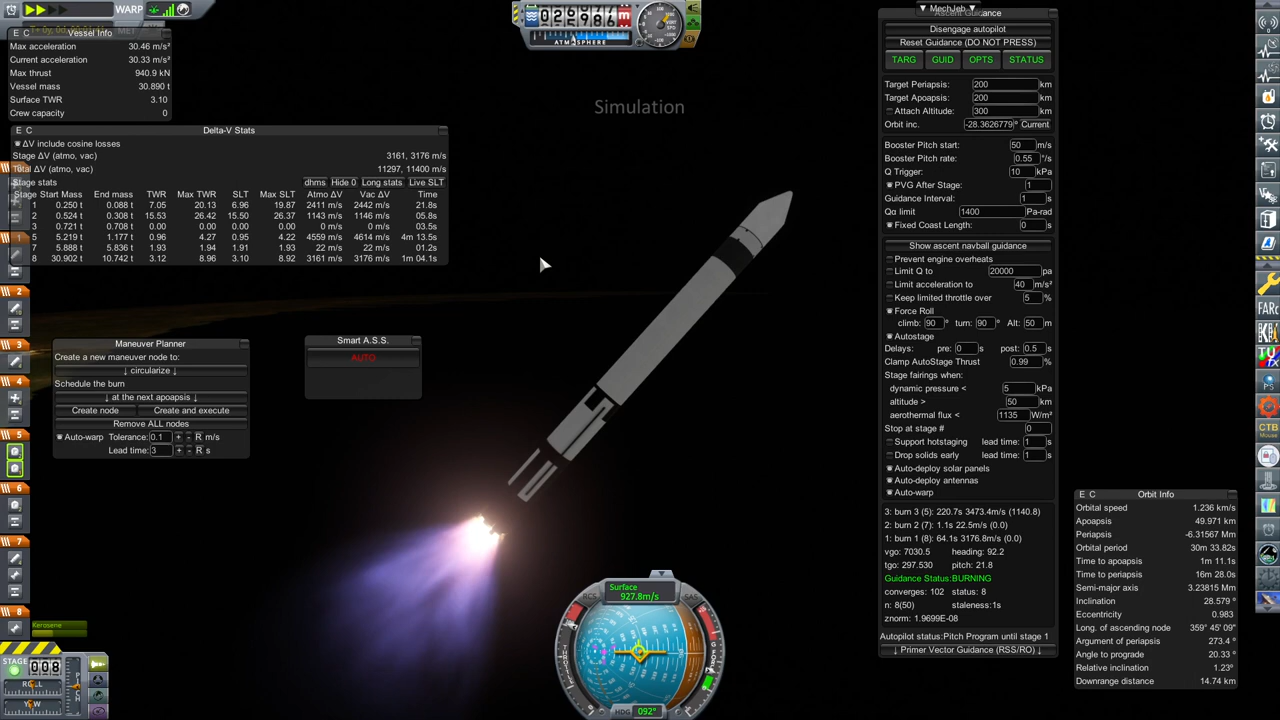 WARP
E C Vessel Info
Max acceleration 30.46 m/s²
Current acceleration 30.33 m/s²
Max thrust 940.9 kN
Vessel mass 30.890 t
Surface TWR 3.10
Crew capacity 0
E C Delta-V Stats
ΔV include cosine losses
Stage ΔV (atmo, vac) 3161, 3176 m/s
Total ΔV (atmo, vac) 11297, 11400 m/s
Stage stats dhms Hide 0 Long stats Live SLT
Stage Start Mass End mass TWR Max TWR SLT Max SLT Atmo ΔV Vac ΔV Time
1 0.250 t 0.088 t 7.05 20.13 6.96 19.87 2411 m/s 2442 m/s 21.8s
2 0.524 t 0.308 t 15.53 26.42 15.50 26.37 1143 m/s 1146 m/s 05.8s
3 0.721 t 0.708 t 0.00 0.00 0.00 0.00 0 m/s 0 m/s 03.5s
5 5.219 t 1.177 t 0.96 4.27 0.95 4.22 4559 m/s 4614 m/s 4m 13.5s
7 5.888 t 5.836 t 1.93 1.94 1.91 1.93 22 m/s 22 m/s 01.2s
8 30.902 t 10.742 t 3.12 8.96 3.10 8.92 3161 m/s 3176 m/s 1m 04.1s
Maneuver Planner
Create a new maneuver node to:
↓ circularize ↓
Schedule the burn
↓ at the next apoapsis ↓
Create node Create and execute
Remove ALL nodes
Auto-warp Tolerance: 0.1 + - R m/s
Lead time: 3 + - R s
Smart A.S.S.
AUTO
026986 m
ATMOSPHERE
Simulation
▼ MechJeb ▼
Ascent Guidance
Disengage autopilot
Reset Guidance (DO NOT PRESS)
TARG GUID OPTS STATUS
Target Periapsis: 200 km
Target Apoapsis: 200 km
Attach Altitude: 300 km
Orbit inc. -28.3626779 º Current
Booster Pitch start: 50 m/s
Booster Pitch rate: 0.55 °/s
Q Trigger: 10 kPa
PVG After Stage: 1
Guidance Interval: 1 s
Qα limit 1400 Pa-rad
Fixed Coast Length: 0 s
Show ascent navball guidance
Prevent engine overheats
Limit Q to 20000 pa
Limit acceleration to 40 m/s²
Keep limited throttle over 5 %
Force Roll
climb: 90 º turn: 90 º Alt: 50 m
Autostage
Delays: pre: 0 s post: 0.5 s
Clamp AutoStage Thrust 0.99 %
Stage fairings when:
dynamic pressure < 5 kPa
altitude > 50 km
aerothermal flux < 1135 W/m²
Stop at stage # 0
Support hotstaging lead time: 1 s
Drop solids early lead time: 1 s
Auto-deploy solar panels
Auto-deploy antennas
Auto-warp
3: burn 3 (5): 220.7s 3473.4m/s (1140.8)
2: burn 2 (7): 1.1s 22.5m/s (0.0)
1: burn 1 (8): 64.1s 3176.8m/s (0.0)
vgo: 7030.5 heading: 92.2
tgo: 297.530 pitch: 21.8
Guidance Status:BURNING
converges: 102 status: 8
n: 8(50) staleness:1s
znorm: 1.9699E-08
Autopilot status:Pitch Program until stage 1
↓ Primer Vector Guidance (RSS/RO) ↓
E C Orbit Info
Orbital speed 1.236 km/s
Apoapsis 49.971 km
Periapsis -6.31567 Mm
Orbital period 30m 33.82s
Time to apoapsis 1m 11.1s
Time to periapsis 16m 28.0s
Semi-major axis 3.23815 Mm
Inclination 28.579 º
Eccentricity 0.983
Long. of ascending node 359° 45' 09"
Argument of periapsis 273.4 º
Angle to prograde 20.33 º
Relative inclination 1.23º
Downrange distance 14.74 km
FARc
CTB
1
2
3
4
5
6
7
8
Kerosene
STAGE 008
ROLL
YAW
PITCH
Surface
927.8m/s
RCS SAS
HDG 092°